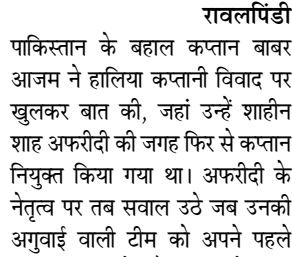 रावलपिंडी
पाकिस्तान के बहाल कप्तान बाबर
आजम ने हालिया कप्तानी विवाद पर
खुलकर बात की, जहां उन्हें शाहीन
शाह अफरीदी की जगह फिर से कप्तान
नियुक्त किया गया था। अफरीदी के
नेतृत्व पर तब सवाल उठे जब उनकी
अगुवाई वाली टीम को अपने पहले